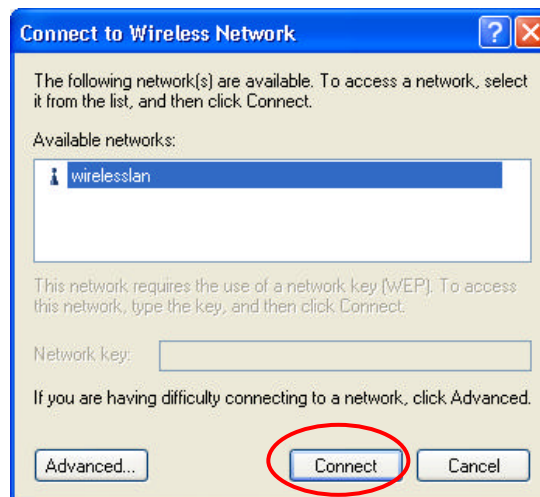 Connect to Wireless Network
The following network(s) are available. To access a network, select
it from the list, and then click Connect.
Available networks:
wirelesslan
This network requires the use of a network key (WEP). To access
this network, type the key, and then click Connect.
Network key:
If you are having difficulty connecting to a network, click Advanced.
Advanced... Connect Cancel